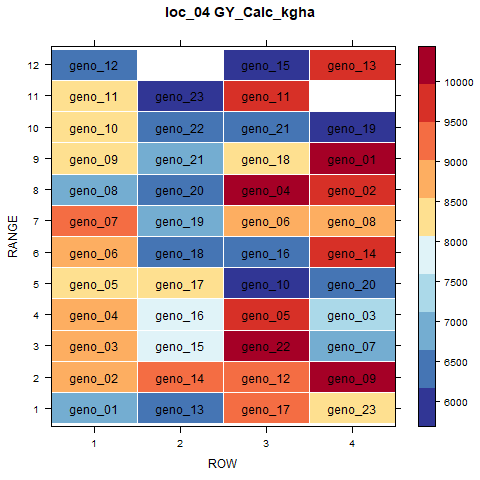 loc_04 GY_Calc_kgha
12 geno_12 geno_15 geno_13
11 geno_11 geno_23 geno_11
10 geno_10 geno_22 geno_21 geno_19
9 geno_09 geno_21 geno_18 geno_01
8 geno_08 geno_20 geno_04 geno_02
7 geno_07 geno_19 geno_06 geno_08
6 geno_06 geno_18 geno_16 geno_14
5 geno_05 geno_17 geno_10 geno_20
4 geno_04 geno_16 geno_05 geno_03
3 geno_03 geno_15 geno_22 geno_07
2 geno_02 geno_14 geno_12 geno_09
1 geno_01 geno_13 geno_17 geno_23
1 2 3 4
ROW
RANGE
10000
9500
9000
8500
8000
7500
7000
6500
6000